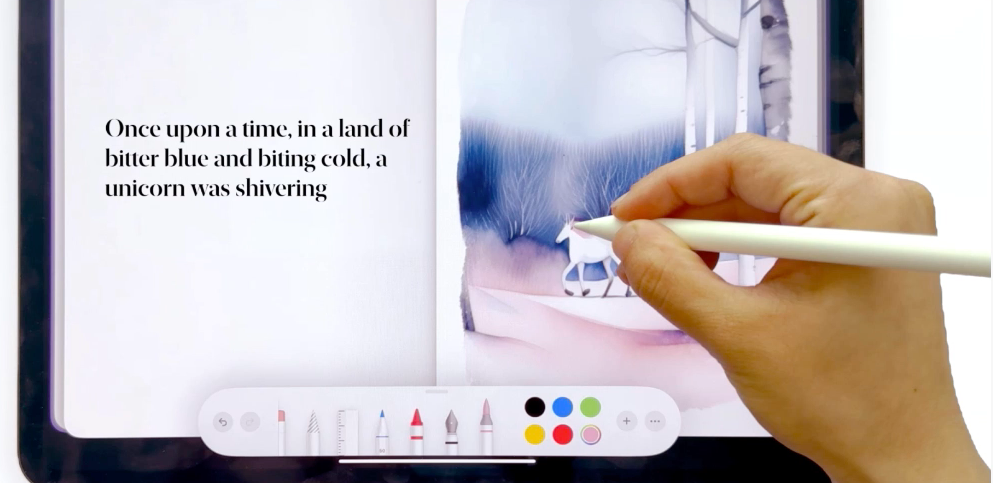 Once upon a time, in a land of
bitter blue and biting cold, a
unicorn was shivering